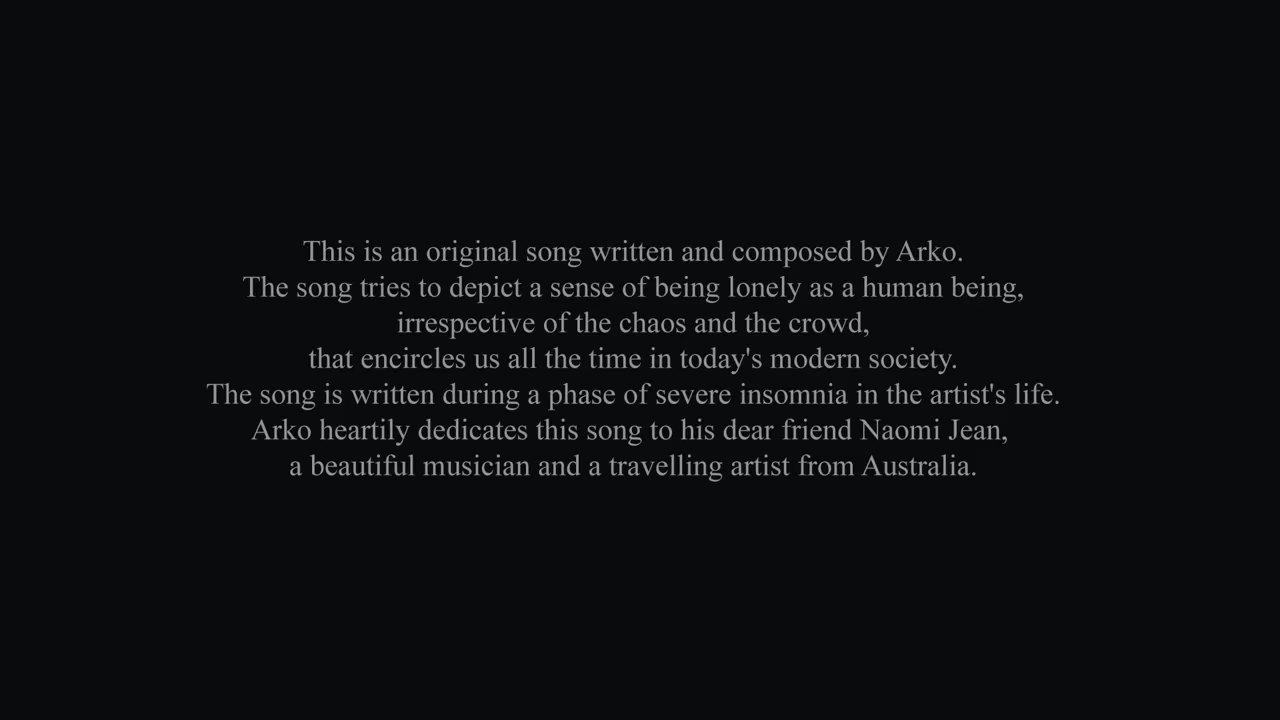 This is an original song written and composed by Arko.
The song tries to depict a sense of being lonely as a human being,
irrespective of the chaos and the crowd,
that encircles us all the time in today's modern society.
The song is written during a phase of severe insomnia in the artist's life.
Arko heartily dedicates this song to his dear friend Naomi Jean,
a beautiful musician and a travelling artist from Australia.